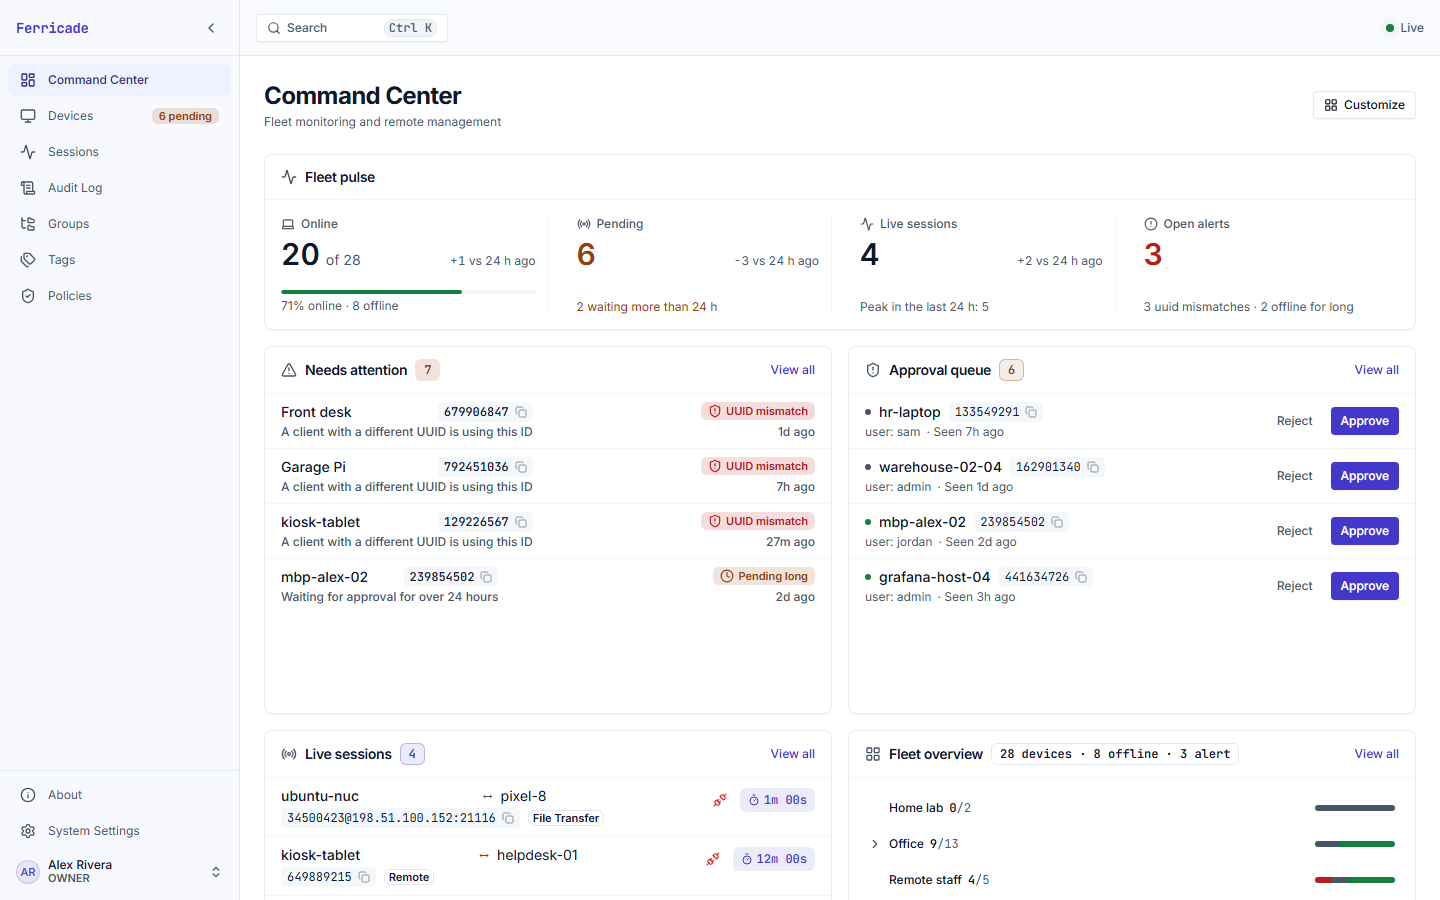 Ferricade
Search
Ctrl K
Live
Command Center
Devices
6 pending
Sessions
Audit Log
Groups
Tags
Policies
About
System Settings
AR
Alex Rivera
OWNER
Command Center
Fleet monitoring and remote management
Customize
Fleet pulse
Online
20 of 28
+1 vs 24 h ago
71% online · 8 offline
Pending
6
-3 vs 24 h ago
2 waiting more than 24 h
Live sessions
4
+2 vs 24 h ago
Peak in the last 24 h: 5
Open alerts
3
3 uuid mismatches · 2 offline for long
Needs attention 7
View all
Front desk 679906847 UUID mismatch
A client with a different UUID is using this ID 1d ago
Garage Pi 792451036 UUID mismatch
A client with a different UUID is using this ID 7h ago
kiosk-tablet 129226567 UUID mismatch
A client with a different UUID is using this ID 27m ago
mbp-alex-02 239854502 Pending long
Waiting for approval for over 24 hours 2d ago
Approval queue 6
View all
hr-laptop 133549291
user: sam · Seen 7h ago
Reject Approve
warehouse-02-04 162901340
user: admin · Seen 1d ago
Reject Approve
mbp-alex-02 239854502
user: jordan · Seen 2d ago
Reject Approve
grafana-host-04 441634726
user: admin · Seen 3h ago
Reject Approve
Live sessions 4
View all
ubuntu-nuc ↔ pixel-8 1m 00s
34500423@198.51.100.152:21116 File Transfer
kiosk-tablet ↔ helpdesk-01 12m 00s
649889215 Remote
Fleet overview 28 devices · 8 offline · 3 alert
View all
Home lab 0/2
Office 9/13
Remote staff 4/5